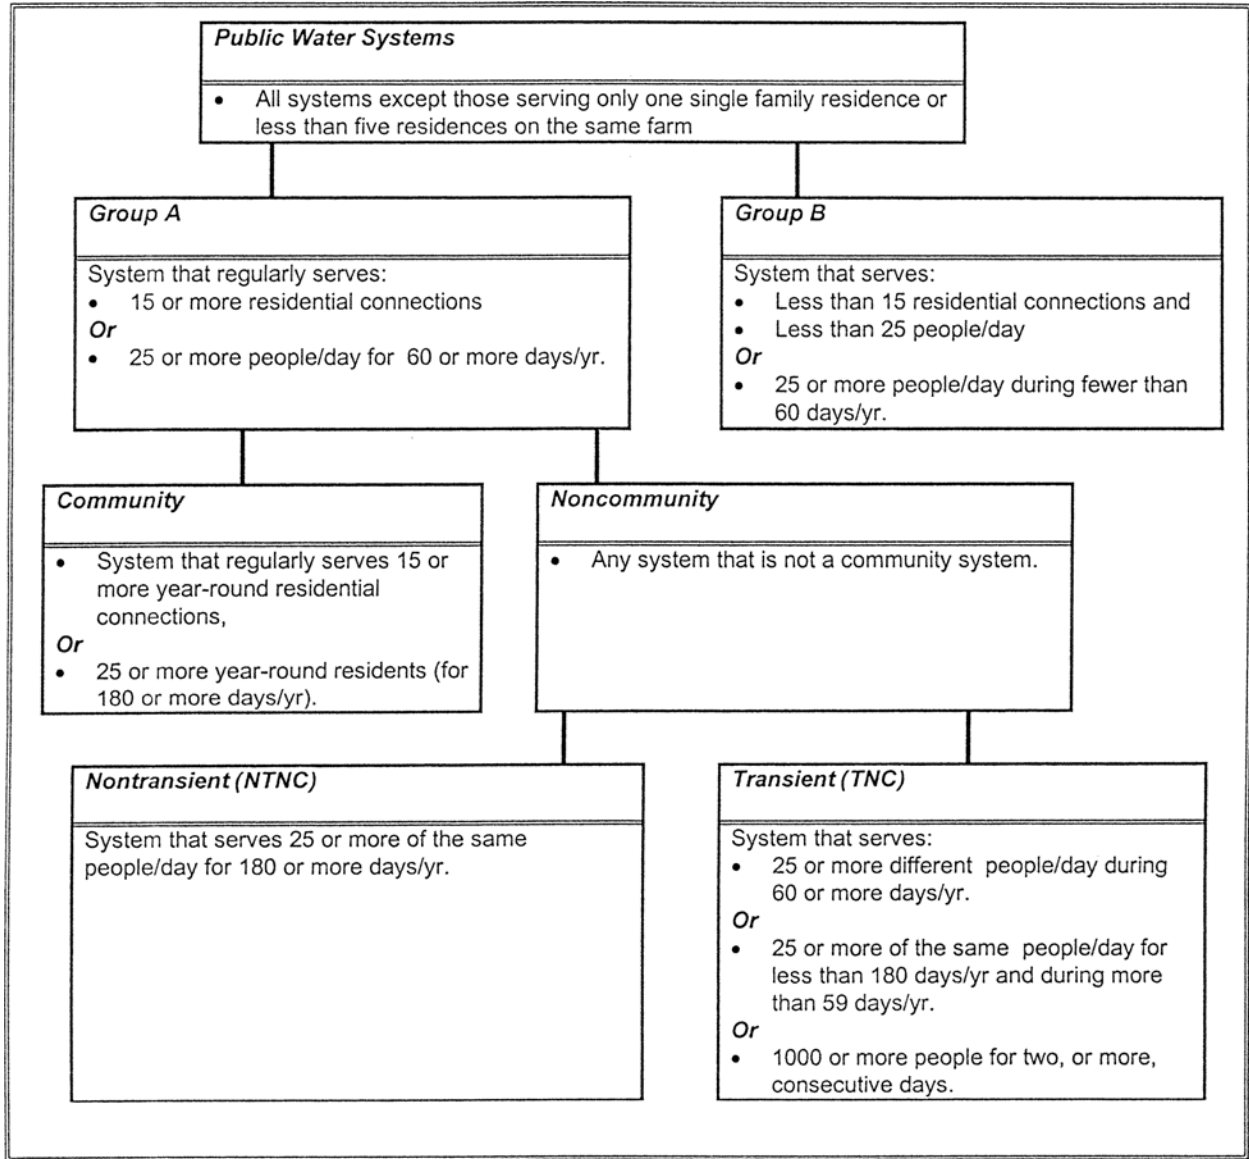 Public Water Systems
• All systems except those serving only one single family residence or
less than five residences on the same farm
Group A
System that regularly serves:
• 15 or more residential connections
Or
• 25 or more people/day for 60 or more days/yr.
Group B
System that serves:
• Less than 15 residential connections and
• Less than 25 people/day
Or
• 25 or more people/day during fewer than
60 days/yr.
Community
• System that regularly serves 15 or
more year-round residential
connections,
Or
• 25 or more year-round residents (for
180 or more days/yr).
Noncommunity
• Any system that is not a community system.
Nontransient (NTNC)
System that serves 25 or more of the same
people/day for 180 or more days/yr.
Transient (TNC)
System that serves:
• 25 or more different people/day during
60 or more days/yr.
Or
• 25 or more of the same people/day for
less than 180 days/yr and during more
than 59 days/yr.
Or
• 1000 or more people for two, or more,
consecutive days.